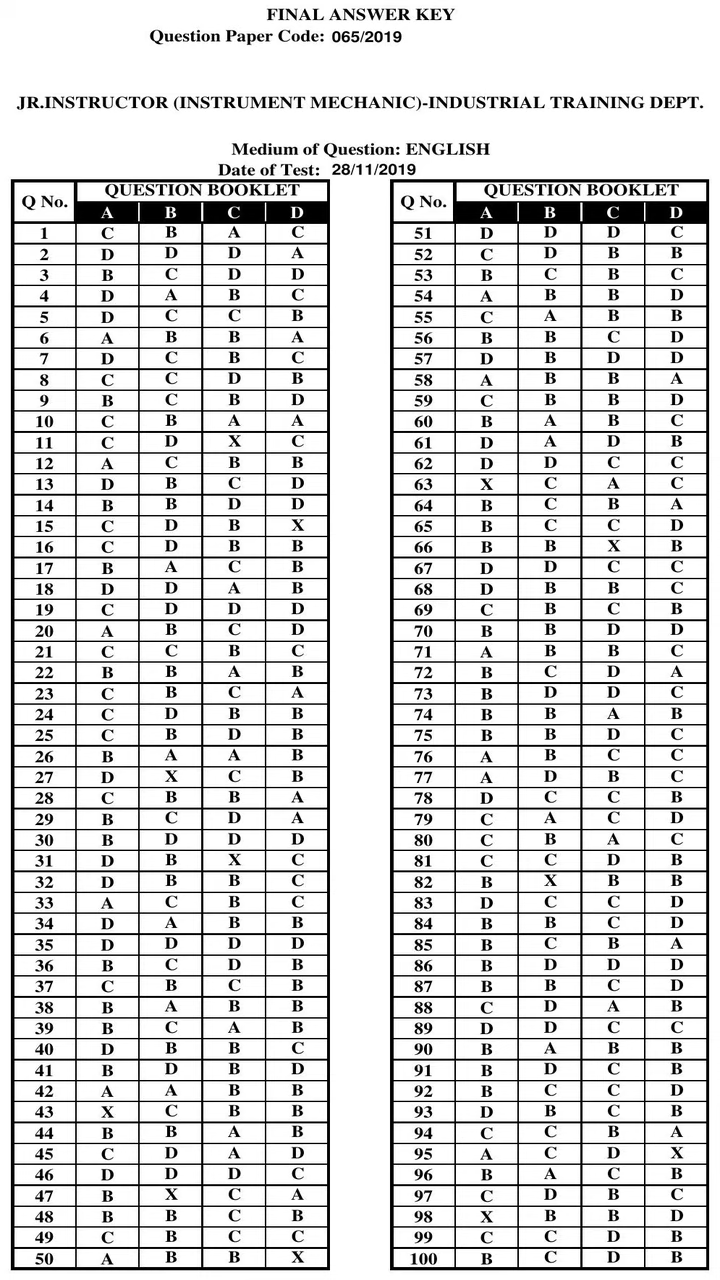 FINAL ANSWER KEY
Question Paper Code: 065/2019
JR.INSTRUCTOR (INSTRUMENT MECHANIC)-INDUSTRIAL TRAINING DEPT.
Medium of Question: ENGLISH
Date of Test: 28/11/2019
Q No. QUESTION BOOKLET
A B C D
1 C B A C
2 D D D A
3 B C D D
4 D A B C
5 D C C B
6 A B B A
7 D C B C
8 C C D B
9 B C B D
10 C B A A
11 C D X C
12 A C B B
13 D B C D
14 B B D D
15 C D B X
16 C D B B
17 B A C B
18 D D A B
19 C D D D
20 A B C D
21 C C B C
22 B B A B
23 C B C A
24 C D B B
25 C B D B
26 B A A B
27 D X C B
28 C B B A
29 B C D A
30 B D D D
31 D B X C
32 D B B C
33 A C B C
34 D A B B
35 D D D D
36 B C D B
37 C B C B
38 B A B B
39 B C A B
40 D B B C
41 B D B D
42 A A B B
43 X C B B
44 B B A B
45 C D A D
46 D D D C
47 B X C A
48 B B C B
49 C B C C
50 A B B X
Q No. QUESTION BOOKLET
A B C D
51 D D D C
52 C D B B
53 B C B C
54 A B B D
55 C A B B
56 B B C D
57 D B D D
58 A B B A
59 C B B D
60 B A B C
61 D A D B
62 D D C C
63 X C A C
64 B C B A
65 B C C D
66 B B X B
67 D D C C
68 D B B C
69 C B C B
70 B B D D
71 A B B C
72 B C D A
73 B D D C
74 B B A B
75 B B D C
76 A B C C
77 A D B C
78 D C C B
79 C A C D
80 C B A C
81 C C D B
82 B X B B
83 D C C D
84 B B C D
85 B C B A
86 B D D D
87 B B C D
88 C D A B
89 D D C C
90 B A B B
91 B D C B
92 B C C D
93 D B C B
94 C C B A
95 A C D X
96 B A C B
97 C D B C
98 X B B D
99 C C D B
100 B C D B